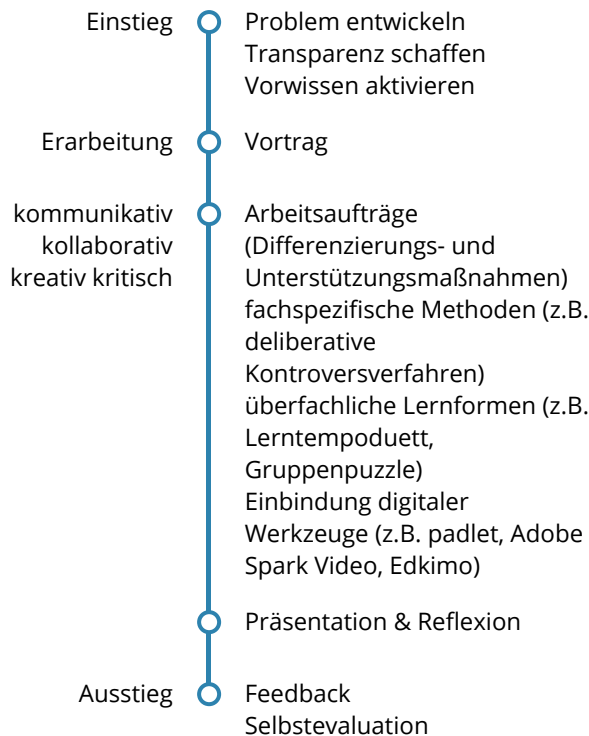 Einstieg
Problem entwickeln
Transparenz schaffen
Vorwissen aktivieren
Erarbeitung
Vortrag
kommunikativ
kollaborativ
kreativ kritisch
Arbeitsaufträge
(Differenzierungs- und
Unterstützungsmaßnahmen)
fachspezifische Methoden (z.B.
deliberative
Kontroversverfahren)
überfachliche Lernformen (z.B.
Lerntempoduett,
Gruppenpuzzle)
Einbindung digitaler
Werkzeuge (z.B. padlet, Adobe
Spark Video, Edkimo)
Präsentation & Reflexion
Ausstieg
Feedback
Selbstevaluation